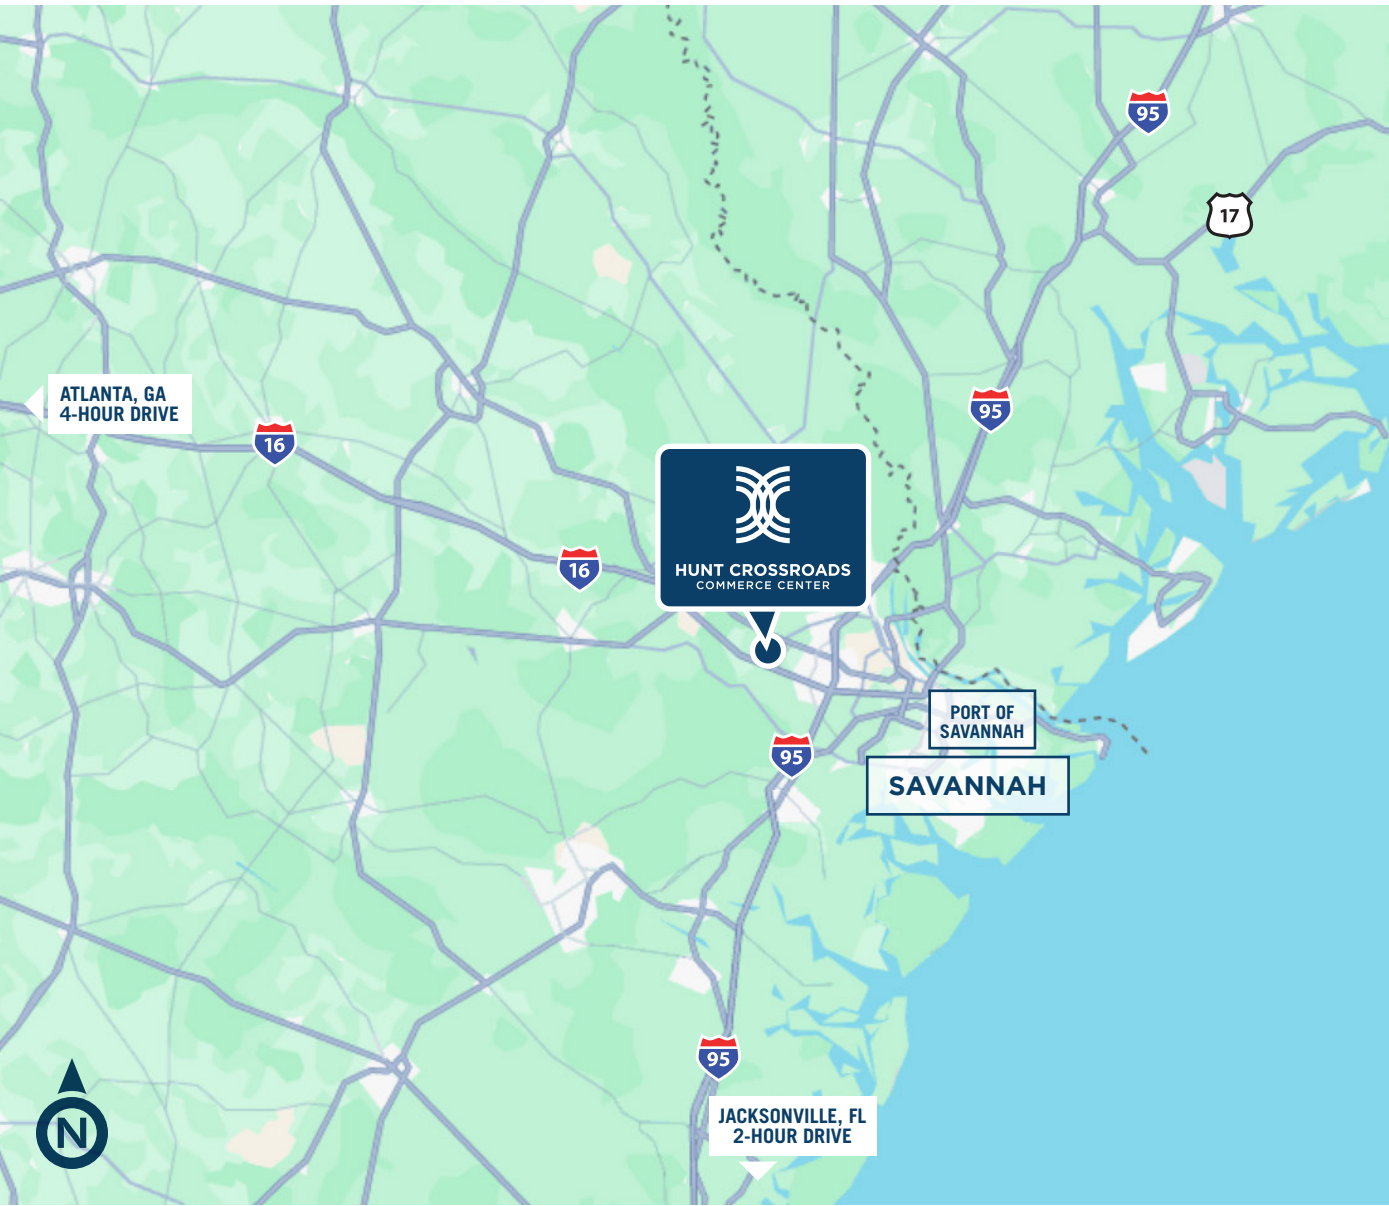 95
17
ATLANTA, GA
4-HOUR DRIVE
16
95
HUNT CROSSROADS
COMMERCE CENTER
16
PORT OF
SAVANNAH
95
SAVANNAH
95
JACKSONVILLE, FL
2-HOUR DRIVE
N